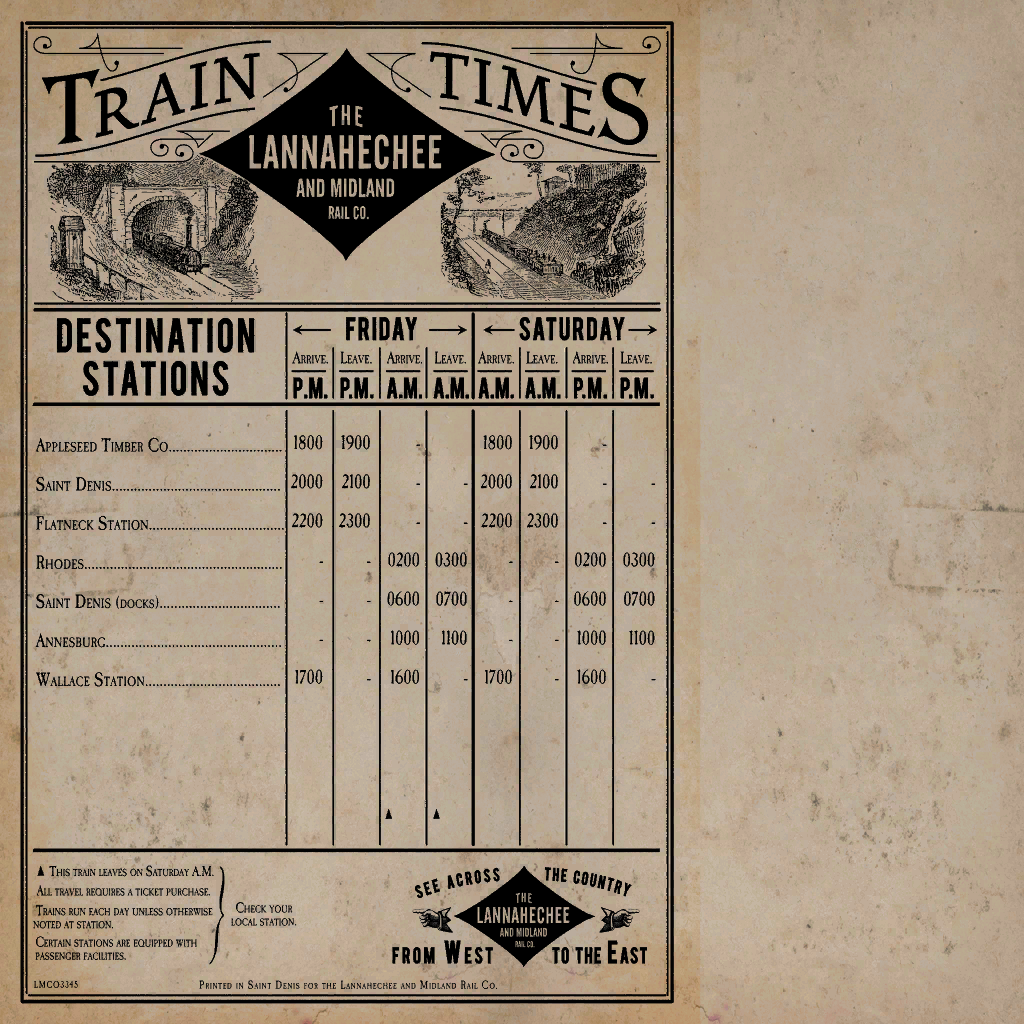 TRAIN TIMES
THE
LANNAHECHEE
AND MIDLAND
RAIL CO.
DESTINATION
STATIONS
← FRIDAY → ← SATURDAY →
ARRIVE. LEAVE. ARRIVE. LEAVE. ARRIVE. LEAVE. ARRIVE. LEAVE.
P.M. P.M. A.M. A.M. A.M. A.M. P.M. P.M.
APPLESEED TIMBER CO. 1800 1900 - 1800 1900 -
SAINT DENIS 2000 2100 - - 2000 2100 - -
FLATNECK STATION 2200 2300 - - 2200 2300 - -
RHODES - - 0200 0300 - - 0200 0300
SAINT DENIS (DOCKS) - - 0600 0700 - - 0600 0700
ANNESBURG - - 1000 1100 - - 1000 1100
WALLACE STATION 1700 - 1600 - 1700 - 1600 -
▲ ▲
▲ THIS TRAIN LEAVES ON SATURDAY A.M.
ALL TRAVEL REQUIRES A TICKET PURCHASE.
TRAINS RUN EACH DAY UNLESS OTHERWISE
NOTED AT STATION.
CERTAIN STATIONS ARE EQUIPPED WITH
PASSENGER FACILITIES.
CHECK YOUR
LOCAL STATION.
SEE ACROSS THE COUNTRY
THE
LANNAHECHEE
AND MIDLAND
RAIL CO.
FROM WEST TO THE EAST
LMCO3345
PRINTED IN SAINT DENIS FOR THE LANNAHECHEE AND MIDLAND RAIL CO.